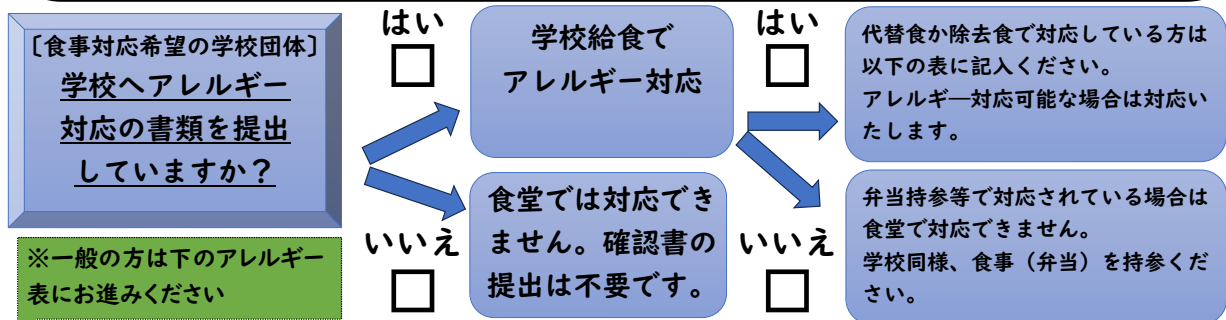 〔食事対応希望の学校団体〕
学校へアレルギー
対応の書類を提出
していますか？
※一般の方は下のアレルギー
表にお進みください
はい
いいえ
学校給食で
アレルギー対応
食堂では対応でき
ません。確認書の
提出は不要です。
はい
いいえ
代替食か除去食で対応している方は
以下の表に記入ください。
アレルギ―対応可能な場合は対応い
たします。
弁当持参等で対応されている場合は
食堂で対応できません。
学校同様、食事（弁当）を持参くだ
さい。